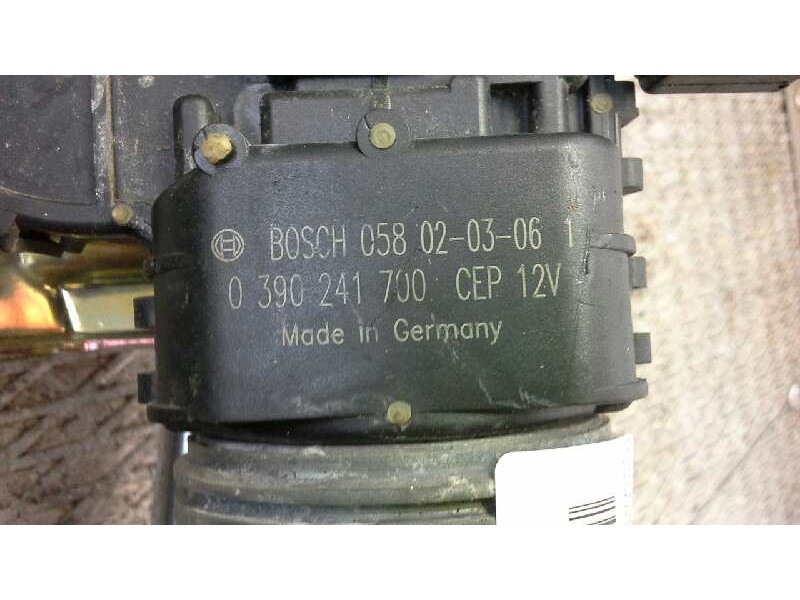 BOSCH 058 02-03-06 1
0 390 241 700 CEP 12V
Made in Germany